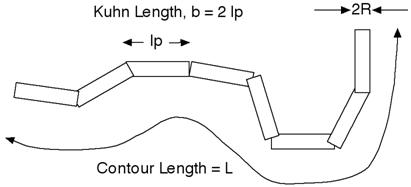 Kuhn Length, b = 2 lp
2R
lp
Contour Length = L